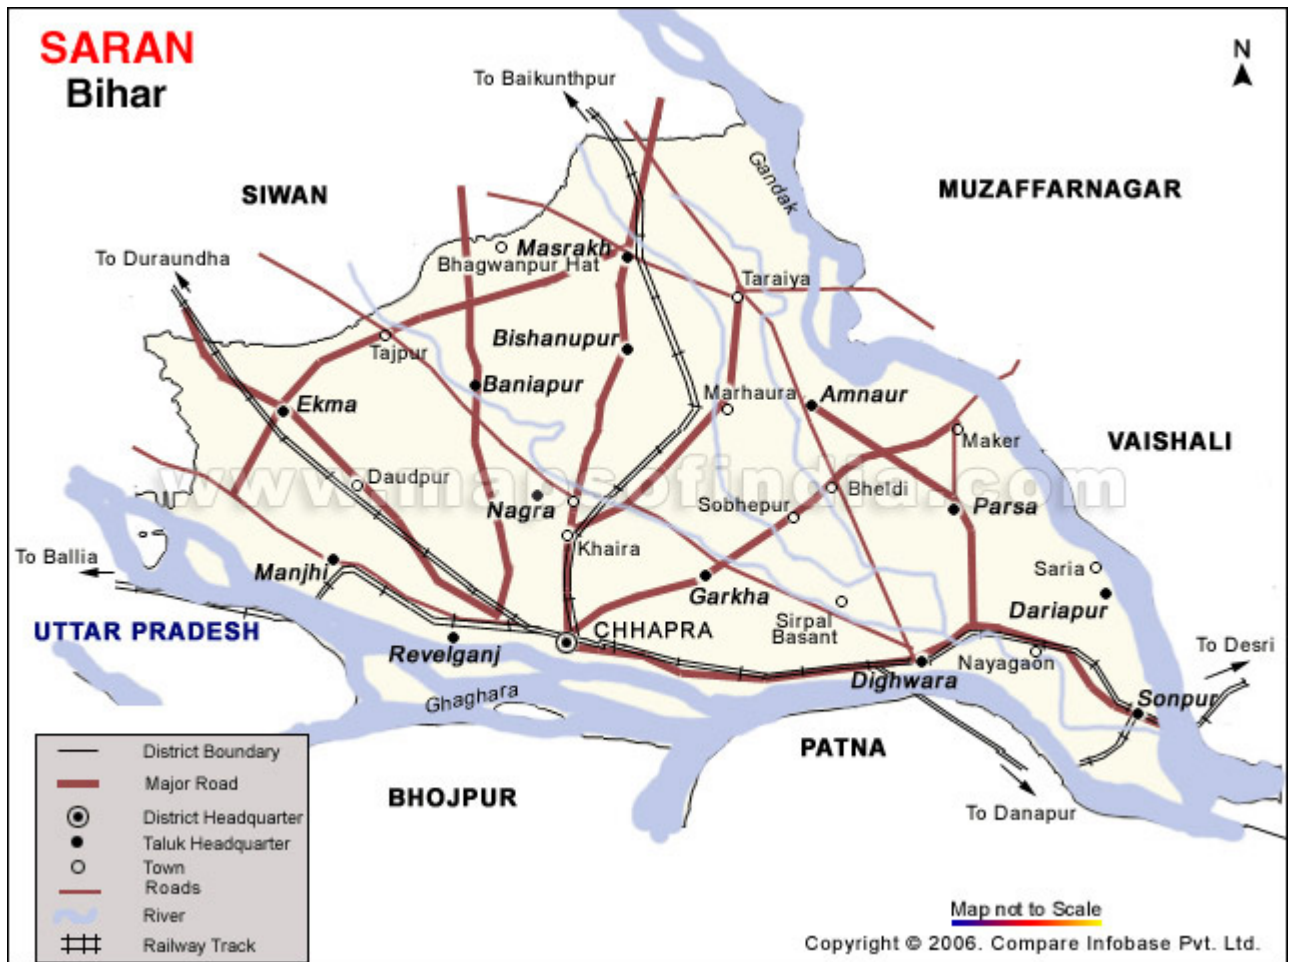 SARAN
Bihar
N
To Baikunthpur
Gandak
SIWAN
MUZAFFARNAGAR
To Duraundha
Masrakh
Bhagwanpur Hat
Taraiya
Tajpur
Bishanupur
Baniapur
Marhaura
Amnaur
Ekma
Maker
VAISHALI
www.mapsofindia.com
Daudpur
Nagra
Sobhepur
Bheldi
Parsa
Khaira
To Ballia
Manjhi
Garkha
Saria
Dariapur
UTTAR PRADESH
CHHAPRA
Sirpal
Basant
Revelganj
Nayagaon
To Desri
Dighwara
Ghaghara
Sonpur
PATNA
BHOJPUR
To Danapur
District Boundary
Major Road
District Headquarter
Taluk Headquarter
Town
Roads
River
Railway Track
Map not to Scale
Copyright © 2006. Compare Infobase Pvt. Ltd.